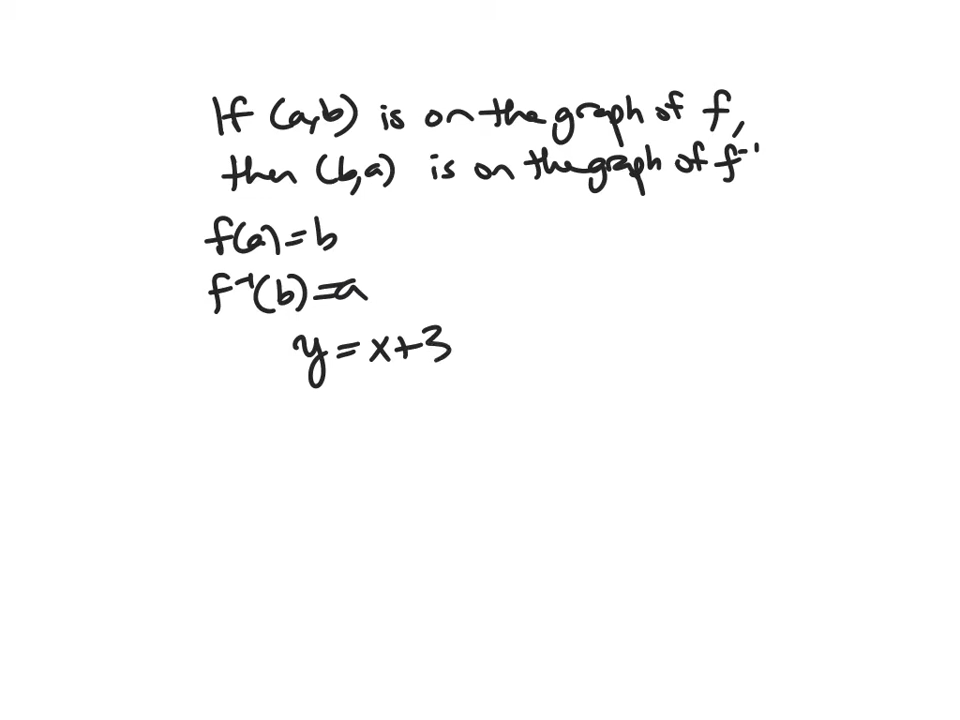 If (a,b) is on the graph of f,
then (b,a) is on the graph of f⁻¹
f(a)=b
f⁻¹(b)=a
y=x+3